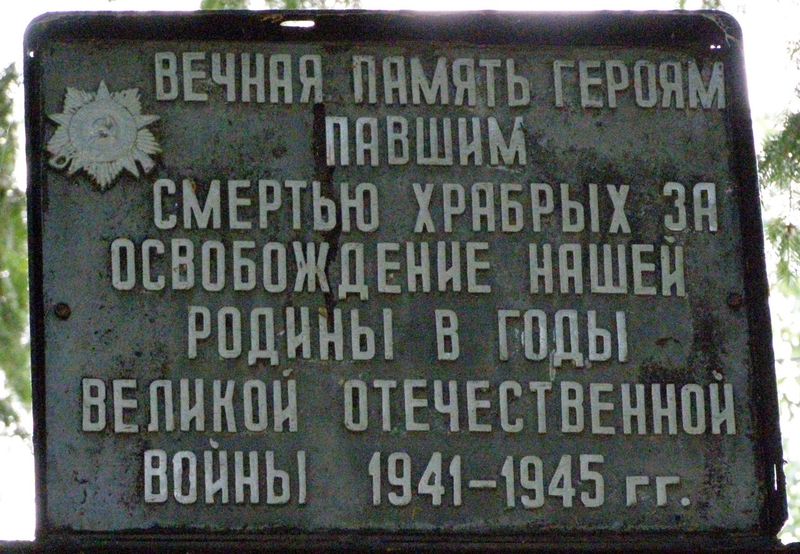 ВЕЧНАЯ ПАМЯТЬ ГЕРОЯМ
ПАВШИМ
СМЕРТЬЮ ХРАБРЫХ ЗА
ОСВОБОЖДЕНИЕ НАШЕЙ
РОДИНЫ В ГОДЫ
ВЕЛИКОЙ ОТЕЧЕСТВЕННОЙ
ВОЙНЫ 1941-1945 гг.